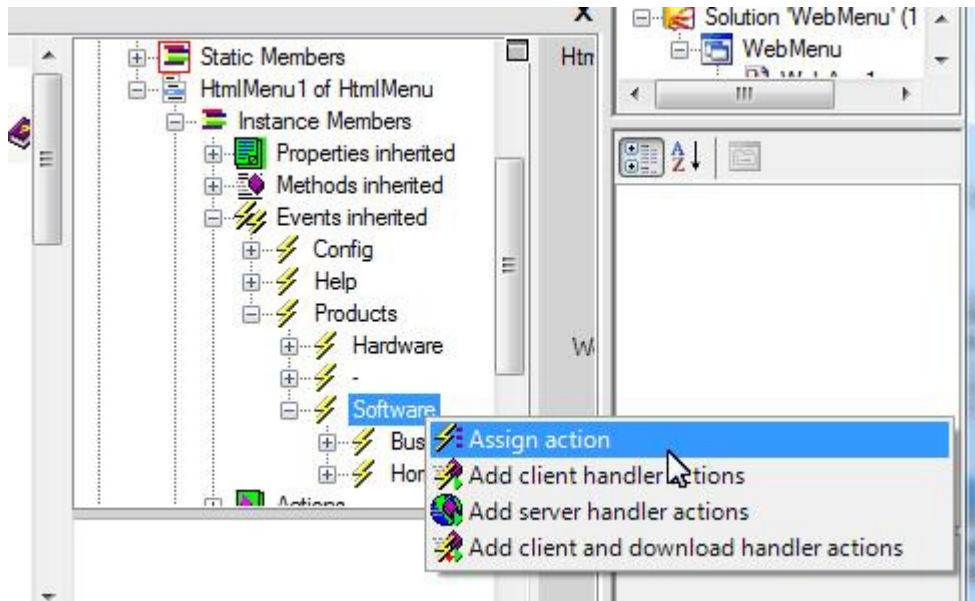 X
Solution 'WebMenu' (1
WebMenu
Static Members
HtmlMenu1 of HtmlMenu
Instance Members
Properties inherited
Methods inherited
Events inherited
Config
Help
Products
Hardware
-
Software
Assign action
Add client handler actions
Add server handler actions
Add client and download handler actions